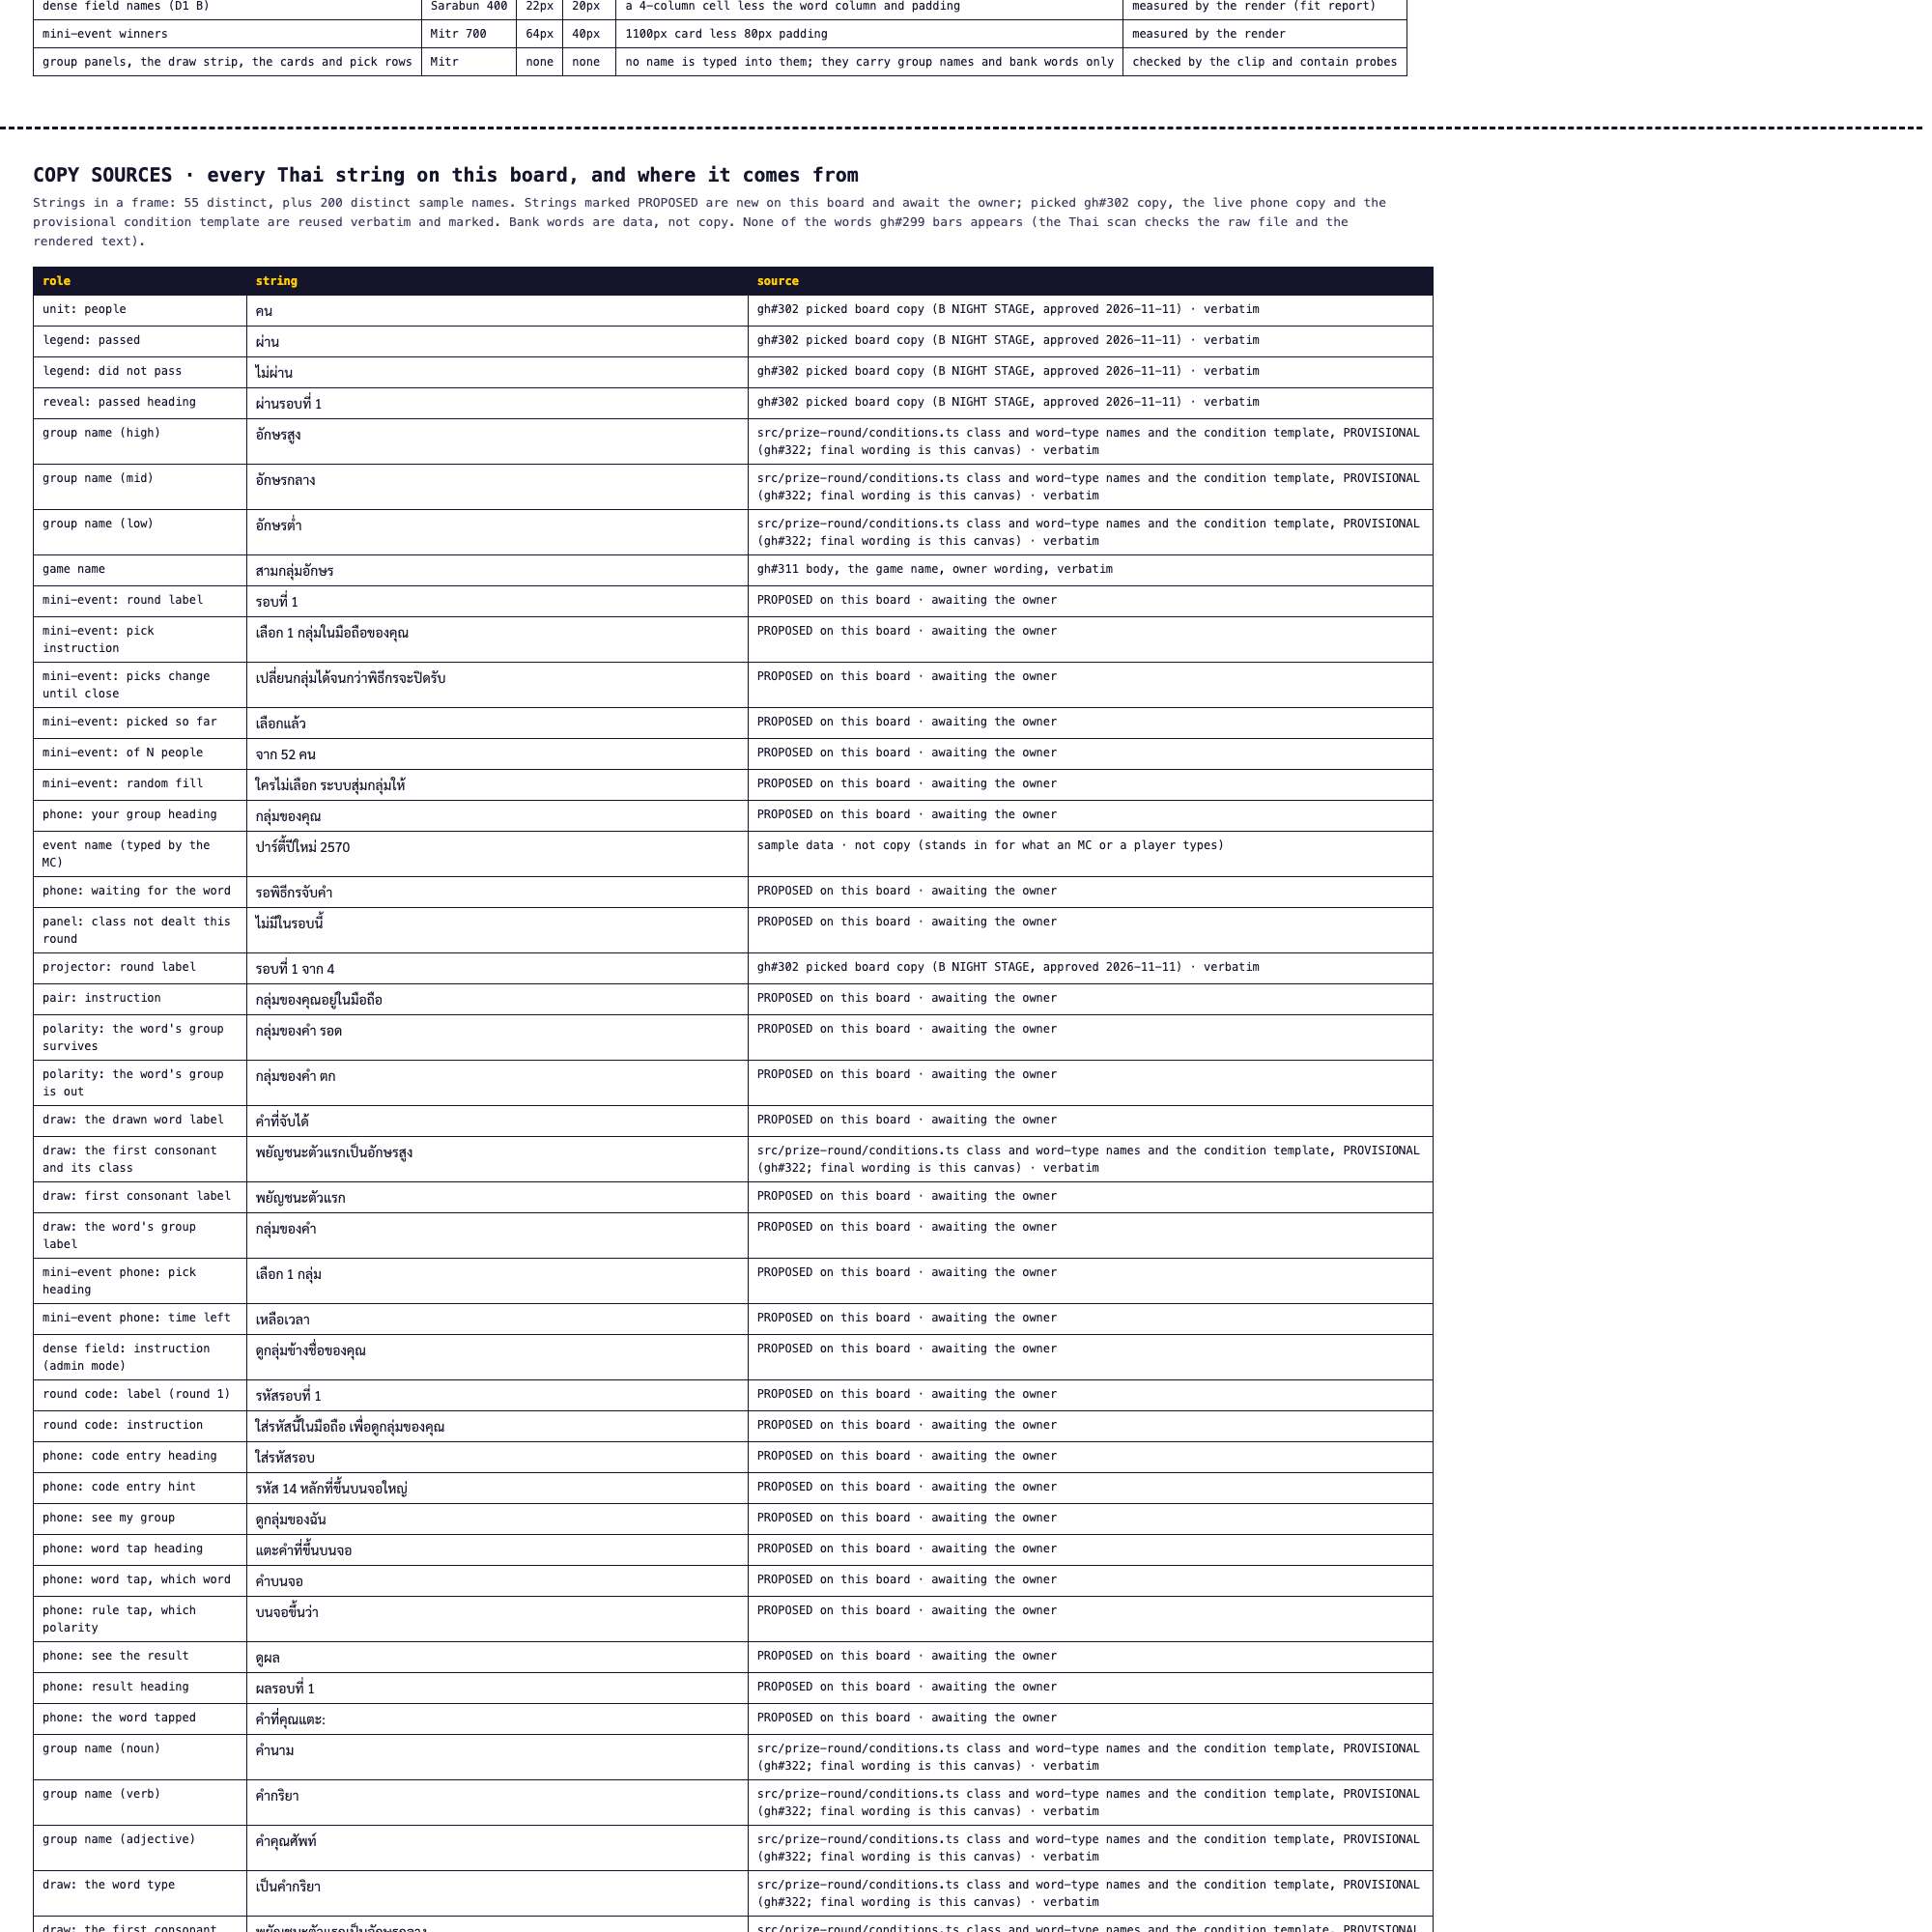 dense field names (D1 B) Sarabun 400 22px 20px a 4-column cell less the word column and padding measured by the render (fit report)
mini-event winners Mitr 700 64px 40px 1100px card less 80px padding measured by the render
group panels, the draw strip, the cards and pick rows Mitr none none no name is typed into them; they carry group names and bank words only checked by the clip and contain probes
COPY SOURCES · every Thai string on this board, and where it comes from
Strings in a frame: 55 distinct, plus 200 distinct sample names. Strings marked PROPOSED are new on this board and await the owner; picked gh#302 copy, the live phone copy and the
provisional condition template are reused verbatim and marked. Bank words are data, not copy. None of the words gh#299 bars appears (the Thai scan checks the raw file and the
rendered text).
role string source
unit: people คน gh#302 picked board copy (B NIGHT STAGE, approved 2026-11-11) · verbatim
legend: passed ผ่าน gh#302 picked board copy (B NIGHT STAGE, approved 2026-11-11) · verbatim
legend: did not pass ไม่ผ่าน gh#302 picked board copy (B NIGHT STAGE, approved 2026-11-11) · verbatim
reveal: passed heading ผ่านรอบที่ 1 gh#302 picked board copy (B NIGHT STAGE, approved 2026-11-11) · verbatim
group name (high) อักษรสูง src/prize-round/conditions.ts class and word-type names and the condition template, PROVISIONAL
(gh#322; final wording is this canvas) · verbatim
group name (mid) อักษรกลาง src/prize-round/conditions.ts class and word-type names and the condition template, PROVISIONAL
(gh#322; final wording is this canvas) · verbatim
group name (low) อักษรต่ำ src/prize-round/conditions.ts class and word-type names and the condition template, PROVISIONAL
(gh#322; final wording is this canvas) · verbatim
game name สามกลุ่มอักษร gh#311 body, the game name, owner wording, verbatim
mini-event: round label รอบที่ 1 PROPOSED on this board · awaiting the owner
mini-event: pick เลือก 1 กลุ่มในมือถือของคุณ PROPOSED on this board · awaiting the owner
instruction
mini-event: picks change เปลี่ยนกลุ่มได้จนกว่าพิธีกรจะปิดรับ PROPOSED on this board · awaiting the owner
until close
mini-event: picked so far เลือกแล้ว PROPOSED on this board · awaiting the owner
mini-event: of N people จาก 52 คน PROPOSED on this board · awaiting the owner
mini-event: random fill ใครไม่เลือก ระบบสุ่มกลุ่มให้ PROPOSED on this board · awaiting the owner
phone: your group heading กลุ่มของคุณ PROPOSED on this board · awaiting the owner
event name (typed by the ปาร์ตี้ปีใหม่ 2570 sample data · not copy (stands in for what an MC or a player types)
MC)
phone: waiting for the word รอพิธีกรจับคำ PROPOSED on this board · awaiting the owner
panel: class not dealt this ไม่มีในรอบนี้ PROPOSED on this board · awaiting the owner
round
projector: round label รอบที่ 1 จาก 4 gh#302 picked board copy (B NIGHT STAGE, approved 2026-11-11) · verbatim
pair: instruction กลุ่มของคุณอยู่ในมือถือ PROPOSED on this board · awaiting the owner
polarity: the word's group กลุ่มของคำ รอด PROPOSED on this board · awaiting the owner
survives
polarity: the word's group กลุ่มของคำ ตก PROPOSED on this board · awaiting the owner
is out
draw: the drawn word label คำที่จับได้ PROPOSED on this board · awaiting the owner
draw: the first consonant พยัญชนะตัวแรกเป็นอักษรสูง src/prize-round/conditions.ts class and word-type names and the condition template, PROVISIONAL
and its class (gh#322; final wording is this canvas) · verbatim
draw: first consonant label พยัญชนะตัวแรก PROPOSED on this board · awaiting the owner
draw: the word's group กลุ่มของคำ PROPOSED on this board · awaiting the owner
label
mini-event phone: pick เลือก 1 กลุ่ม PROPOSED on this board · awaiting the owner
heading
mini-event phone: time left เหลือเวลา PROPOSED on this board · awaiting the owner
dense field: instruction ดูกลุ่มข้างชื่อของคุณ PROPOSED on this board · awaiting the owner
(admin mode)
round code: label (round 1) รหัสรอบที่ 1 PROPOSED on this board · awaiting the owner
round code: instruction ใส่รหัสนี้ในมือถือ เพื่อดูกลุ่มของคุณ PROPOSED on this board · awaiting the owner
phone: code entry heading ใส่รหัสรอบ PROPOSED on this board · awaiting the owner
phone: code entry hint รหัส 14 หลักที่ขึ้นบนจอใหญ่ PROPOSED on this board · awaiting the owner
phone: see my group ดูกลุ่มของฉัน PROPOSED on this board · awaiting the owner
phone: word tap heading แตะคำที่ขึ้นบนจอ PROPOSED on this board · awaiting the owner
phone: word tap, which word คำบนจอ PROPOSED on this board · awaiting the owner
phone: rule tap, which บนจอขึ้นว่า PROPOSED on this board · awaiting the owner
polarity
phone: see the result ดูผล PROPOSED on this board · awaiting the owner
phone: result heading ผลรอบที่ 1 PROPOSED on this board · awaiting the owner
phone: the word tapped คำที่คุณแตะ: PROPOSED on this board · awaiting the owner
group name (noun) คำนาม src/prize-round/conditions.ts class and word-type names and the condition template, PROVISIONAL
(gh#322; final wording is this canvas) · verbatim
group name (verb) คำกริยา src/prize-round/conditions.ts class and word-type names and the condition template, PROVISIONAL
(gh#322; final wording is this canvas) · verbatim
group name (adjective) คำคุณศัพท์ src/prize-round/conditions.ts class and word-type names and the condition template, PROVISIONAL
(gh#322; final wording is this canvas) · verbatim
draw: the word type เป็นคำกริยา src/prize-round/conditions.ts class and word-type names and the condition template, PROVISIONAL
(gh#322; final wording is this canvas) · verbatim
draw: the first consonant พยัญชนะตัวแรกเป็นอักษรกลาง src/prize-round/conditions.ts class and word-type names and the condition template, PROVISIONAL